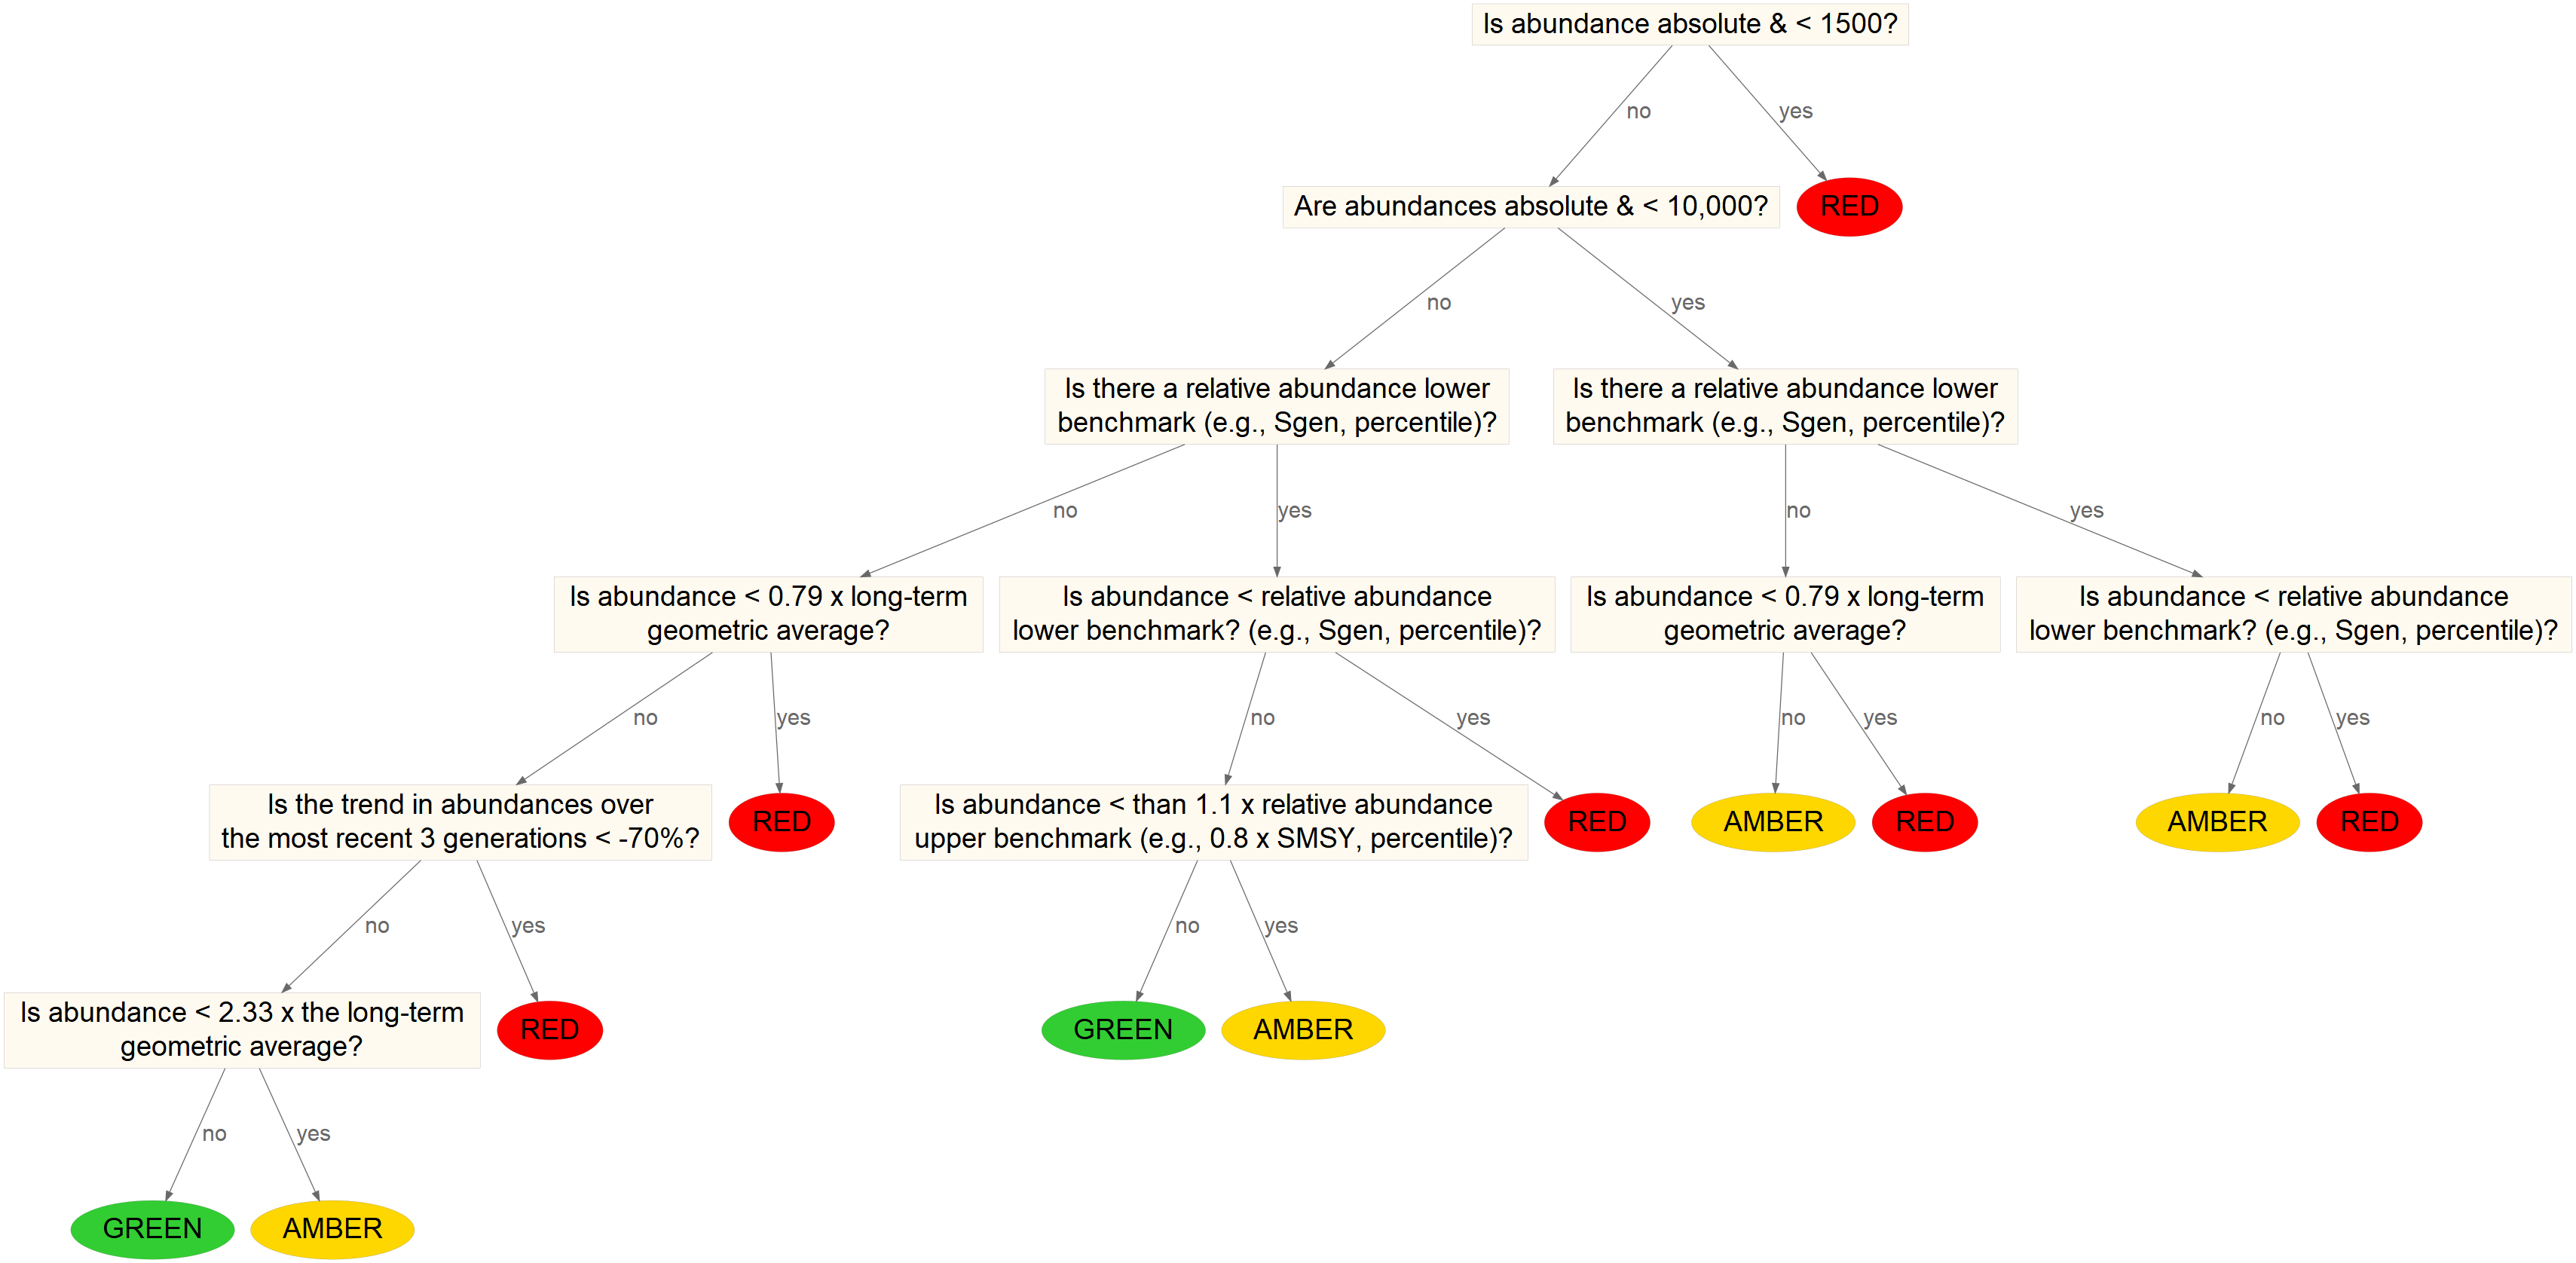 Is abundance absolute & < 1500?
no
yes
Are abundances absolute & < 10,000?
RED
no
yes
Is there a relative abundance lower
benchmark (e.g., Sgen, percentile)?
Is there a relative abundance lower
benchmark (e.g., Sgen, percentile)?
no
yes
no
yes
Is abundance < 0.79 x long-term
geometric average?
Is abundance < relative abundance
lower benchmark? (e.g., Sgen, percentile)?
Is abundance < 0.79 x long-term
geometric average?
Is abundance < relative abundance
lower benchmark? (e.g., Sgen, percentile)?
no
yes
no
yes
no
yes
no
yes
Is the trend in abundances over
the most recent 3 generations < -70%?
RED
Is abundance < than 1.1 x relative abundance
upper benchmark (e.g., 0.8 x SMSY, percentile)?
RED
AMBER
RED
AMBER
RED
no
yes
no
yes
Is abundance < 2.33 x the long-term
geometric average?
RED
GREEN
AMBER
no
yes
GREEN
AMBER